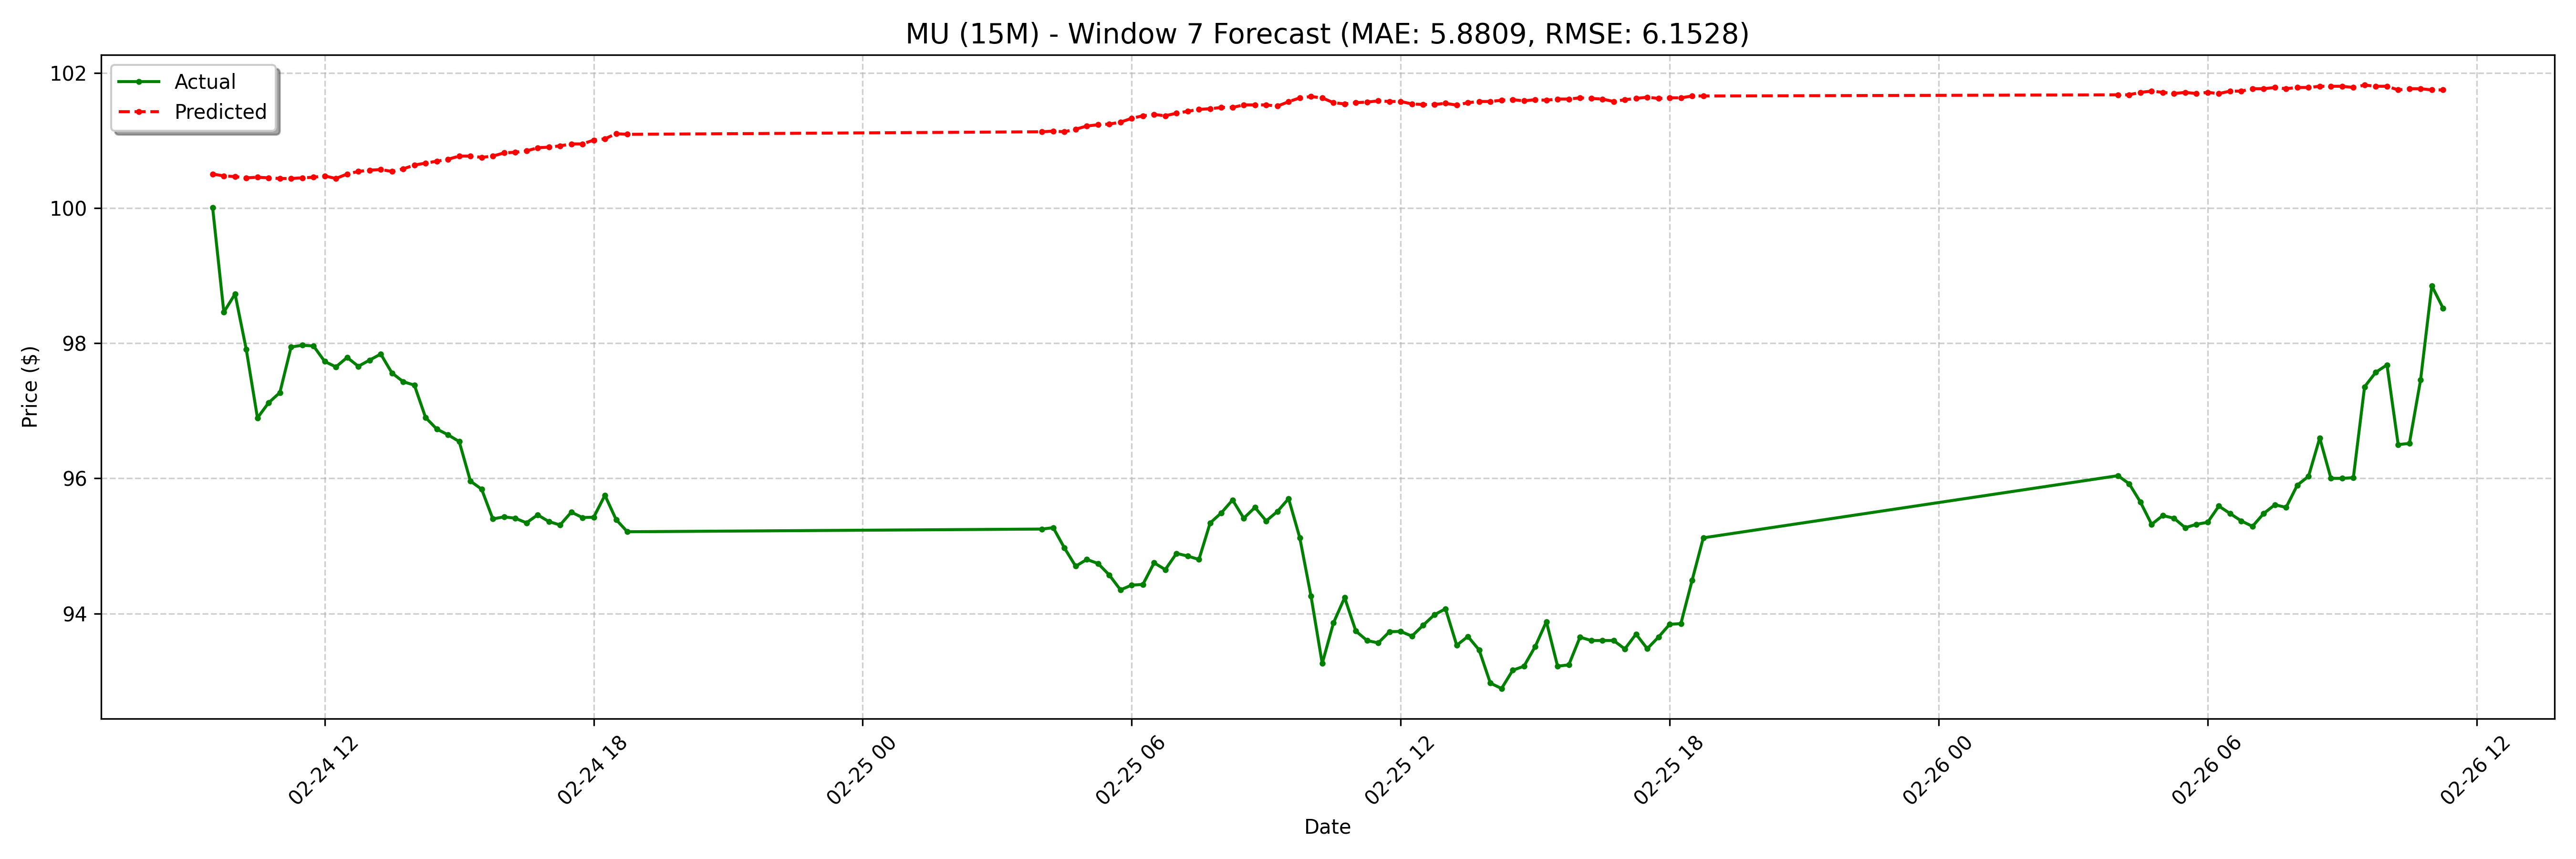 MU (15M) - Window 7 Forecast (MAE: 5.8809, RMSE: 6.1528)
Actual
Predicted
Price ($)
102
100
98
96
94
02-24 12
02-24 18
02-25 00
02-25 06
02-25 12
02-25 18
02-26 00
02-26 06
02-26 12
Date